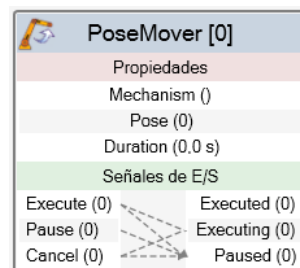 PoseMover [0]
Propiedades
Mechanism ()
Pose (0)
Duration (0,0 s)
Señales de E/S
Execute (0) Executed (0)
Pause (0) Executing (0)
Cancel (0) Paused (0)